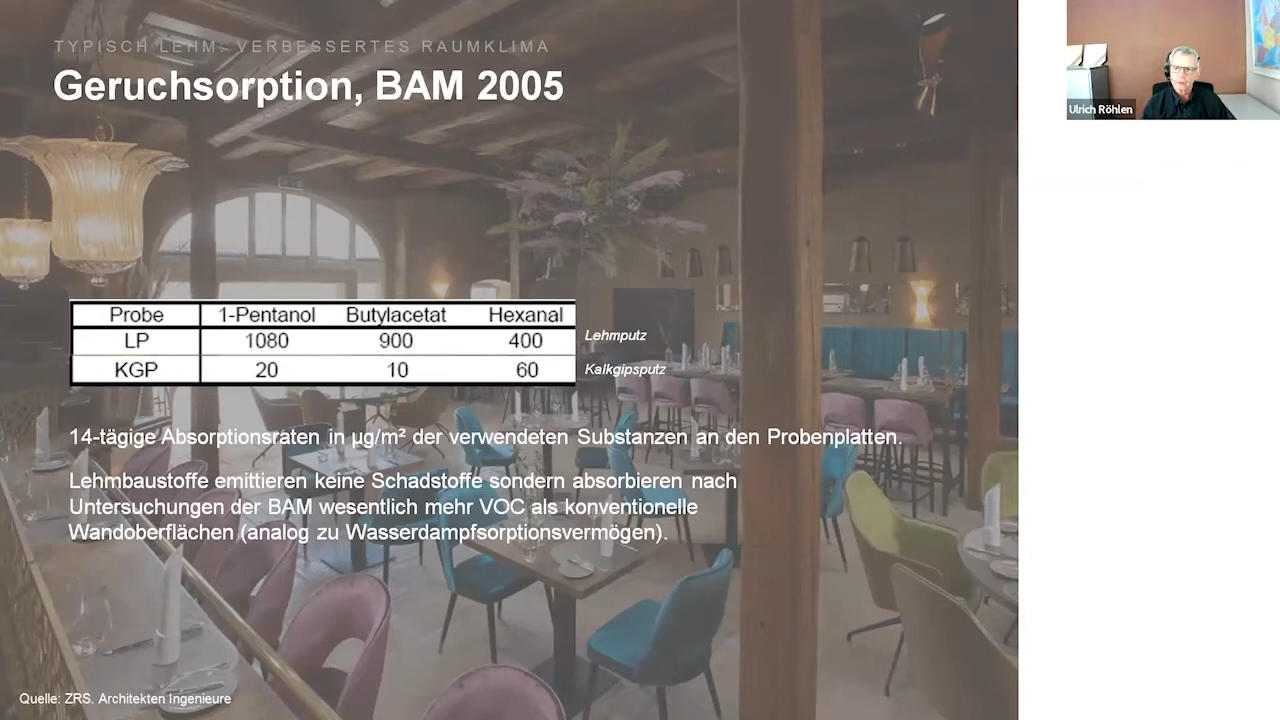 TYPISCH LEHM: VERBESSERTES RAUMKLIMA
Geruchsorption, BAM 2005
Ulrich Röhlen
Probe 1-Pentanol Butylacetat Hexanal
LP 1080 900 400 Lehmputz
KGP 20 10 60 Kalkgipsputz
14-tägige Absorptionsraten in µg/m² der verwendeten Substanzen an den Probenplatten.
Lehmbaustoffe emittieren keine Schadstoffe sondern absorbieren nach
Untersuchungen der BAM wesentlich mehr VOC als konventionelle
Wandoberflächen (analog zu Wasserdampfsorptionsvermögen).
Quelle: ZRS. Architekten Ingenieure